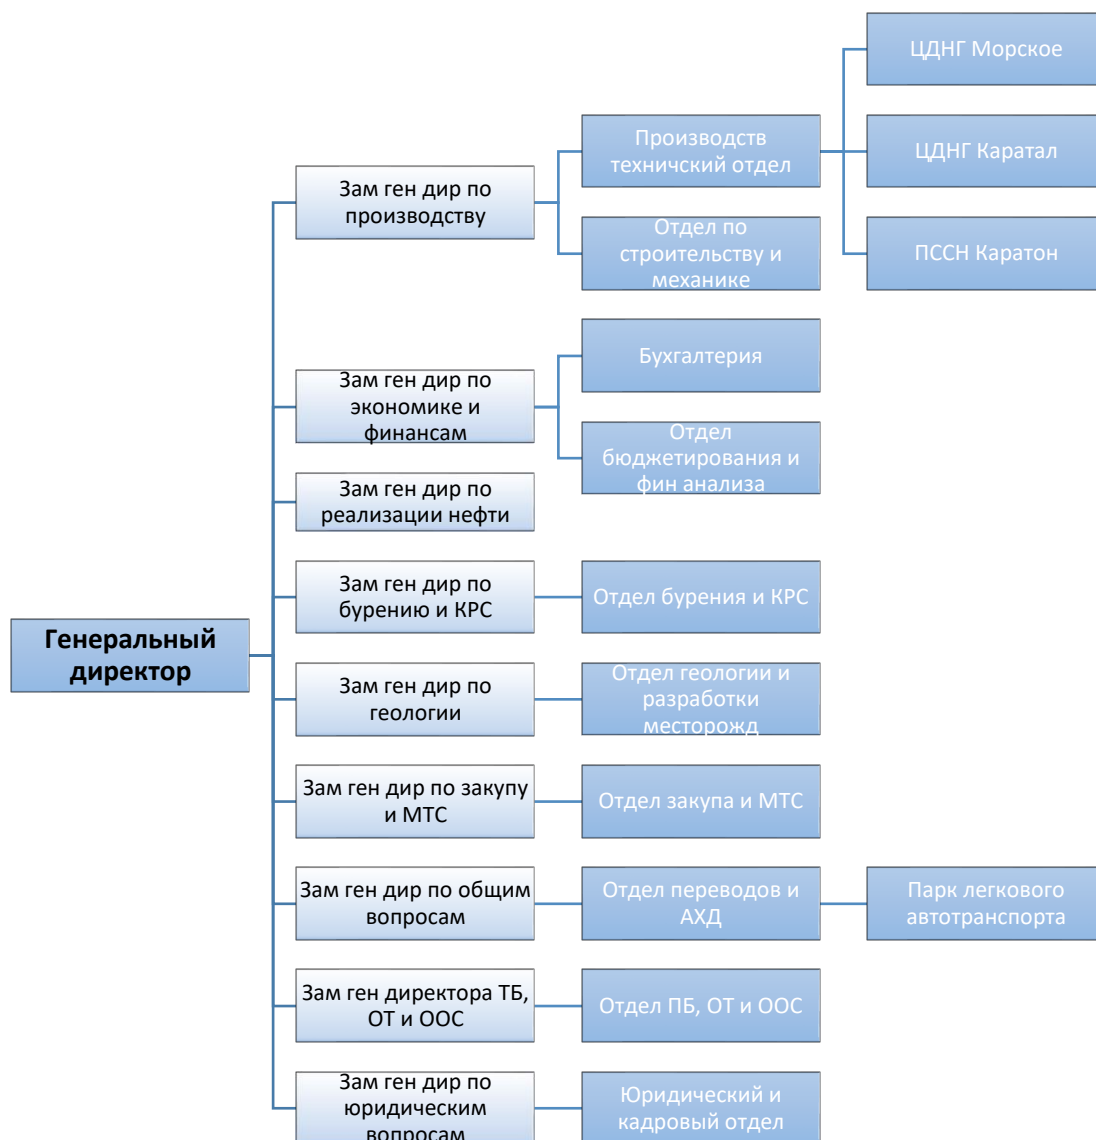 ЦДНГ Морское
Производств
техничский отдел
ЦДНГ Каратал
Зам ген дир по
производству
Отдел по
строительству и
механике
ПССН Каратон
Бухгалтерия
Зам ген дир по
экономике и
финансам
Отдел
бюджетирования и
фин анализа
Зам ген дир по
реализации нефти
Зам ген дир по
бурению и КРС
Отдел бурения и КРС
Генеральный
директор
Зам ген дир по
геологии
Отдел геологии и
разработки
месторожд
Зам ген дир по закупу
и МТС
Отдел закупа и МТС
Зам ген дир по общим
вопросам
Отдел переводов и
АХД
Парк легкового
автотранспорта
Зам ген директора ТБ,
ОТ и ООС
Отдел ПБ, ОТ и ООС
Зам ген дир по
юридическим
вопросам
Юридический и
кадровый отдел